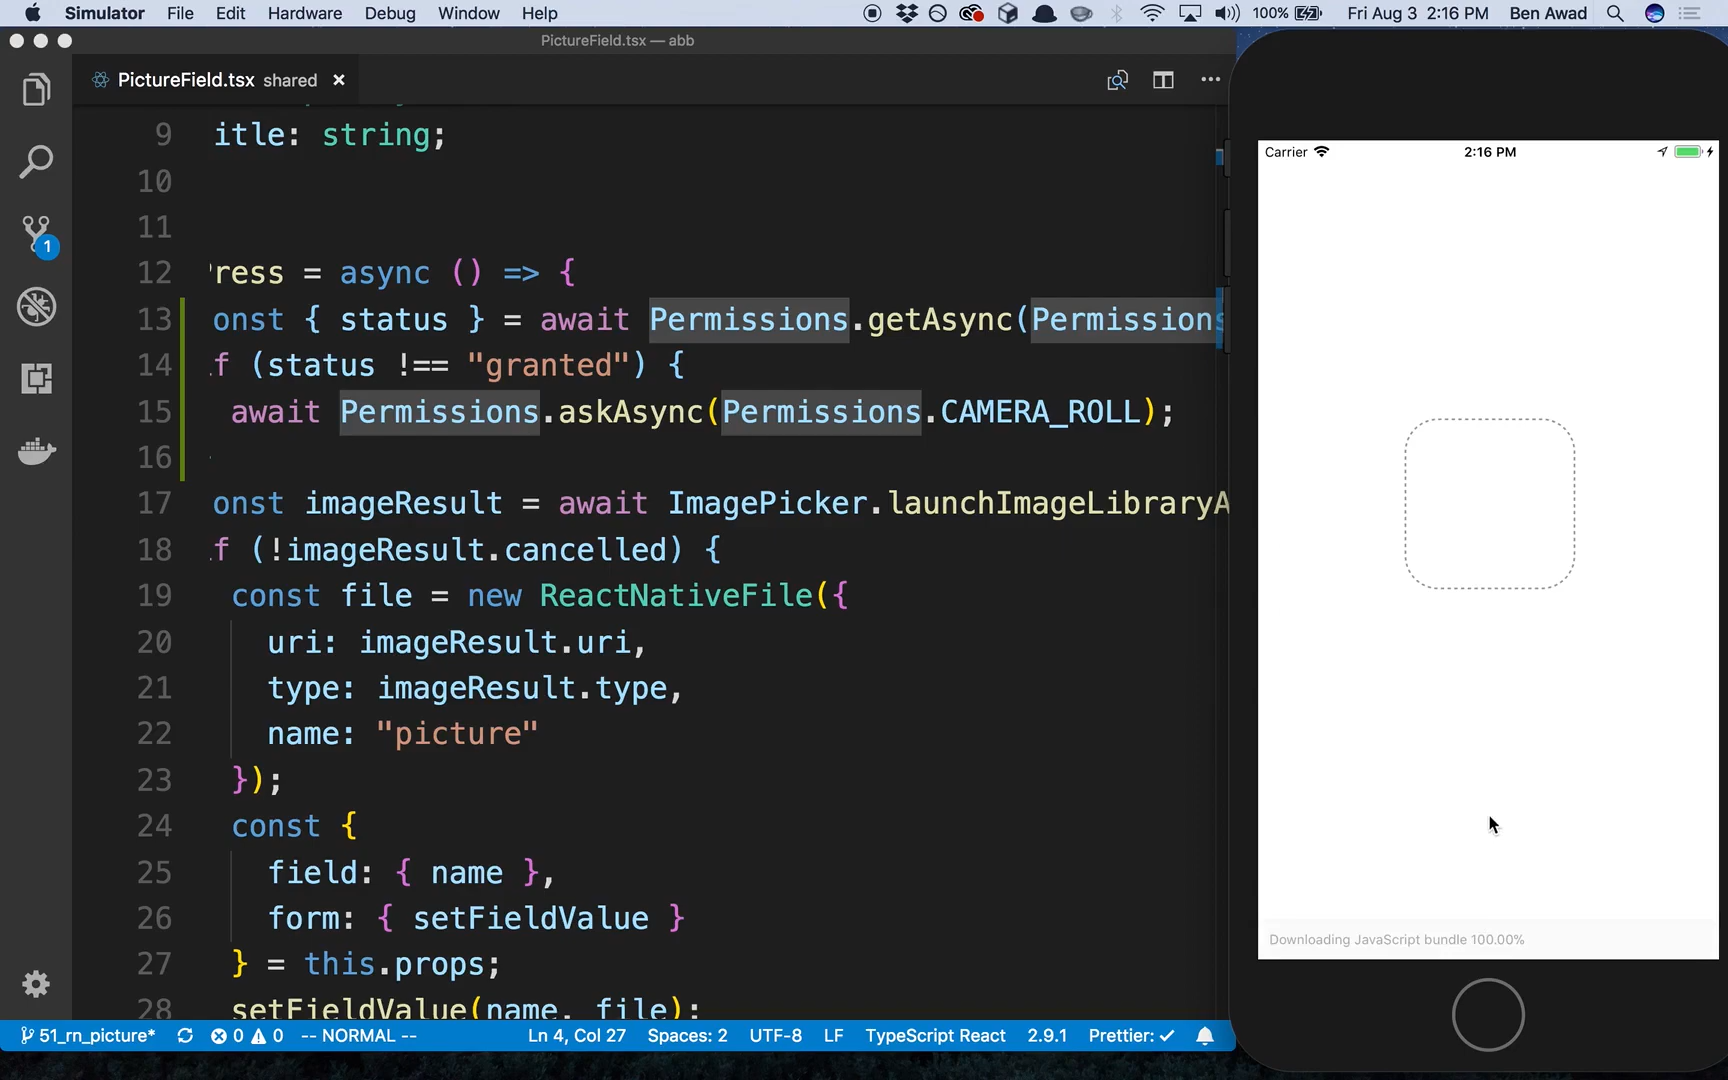 Simulator File Edit Hardware Debug Window Help 100% Fri Aug 3 2:16 PM Ben Awad
PictureField.tsx — abb
PictureField.tsx shared
9 itle: string;
10
11
12 ress = async () => {
13 onst { status } = await Permissions.getAsync(Permissions
14 f (status !== "granted") {
15 await Permissions.askAsync(Permissions.CAMERA_ROLL);
16
17 onst imageResult = await ImagePicker.launchImageLibraryA
18 f (!imageResult.cancelled) {
19 const file = new ReactNativeFile({
20 uri: imageResult.uri,
21 type: imageResult.type,
22 name: "picture"
23 });
24 const {
25 field: { name },
26 form: { setFieldValue }
27 } = this.props;
28 setFieldValue(name, file);
1
51_rn_picture* 0 0 -- NORMAL -- Ln 4, Col 27 Spaces: 2 UTF-8 LF TypeScript React 2.9.1 Prettier: ✓
Carrier 2:16 PM
Downloading JavaScript bundle 100.00%